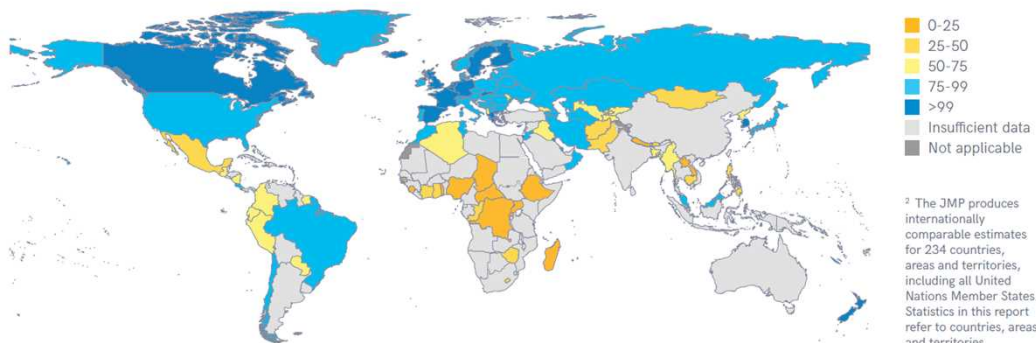 0-25
25-50
50-75
75-99
>99
Insufficient data
Not applicable
² The JMP produces
internationally
comparable estimates
for 234 countries,
areas and territories,
including all United
Nations Member States
Statistics in this report
refer to countries, areas
and territories